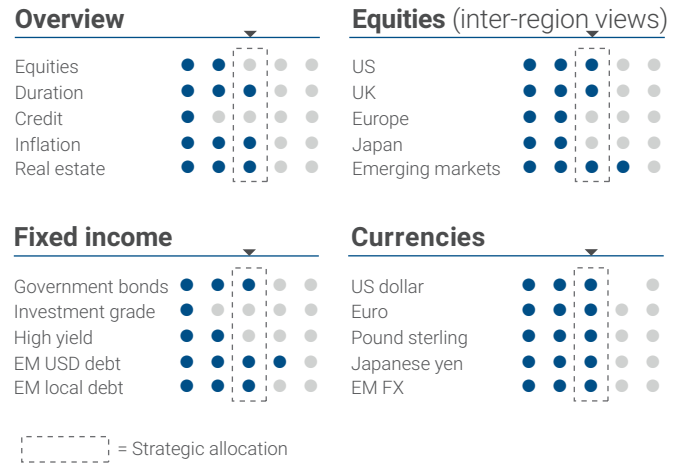 Overview
Equities
Duration
Credit
Inflation
Real estate
Equities (inter-region views)
US
UK
Europe
Japan
Emerging markets
Fixed income
Government bonds
Investment grade
High yield
EM USD debt
EM local debt
Currencies
US dollar
Euro
Pound sterling
Japanese yen
EM FX
= Strategic allocation